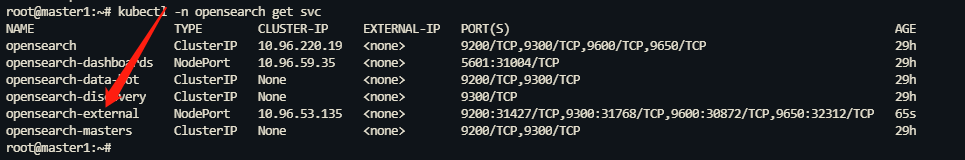 root@master1:~# kubectl -n opensearch get svc
NAME TYPE CLUSTER-IP EXTERNAL-IP PORT(S) AGE
opensearch ClusterIP 10.96.220.19 <none> 9200/TCP,9300/TCP,9600/TCP,9650/TCP 29h
opensearch-dashboards NodePort 10.96.59.35 <none> 5601:31004/TCP 29h
opensearch-data-hot ClusterIP None <none> 9200/TCP,9300/TCP 29h
opensearch-discovery ClusterIP None <none> 9300/TCP 29h
opensearch-external NodePort 10.96.53.135 <none> 9200:31427/TCP,9300:31768/TCP,9600:30872/TCP,9650:32312/TCP 65s
opensearch-masters ClusterIP None <none> 9200/TCP,9300/TCP 29h
root@master1:~#